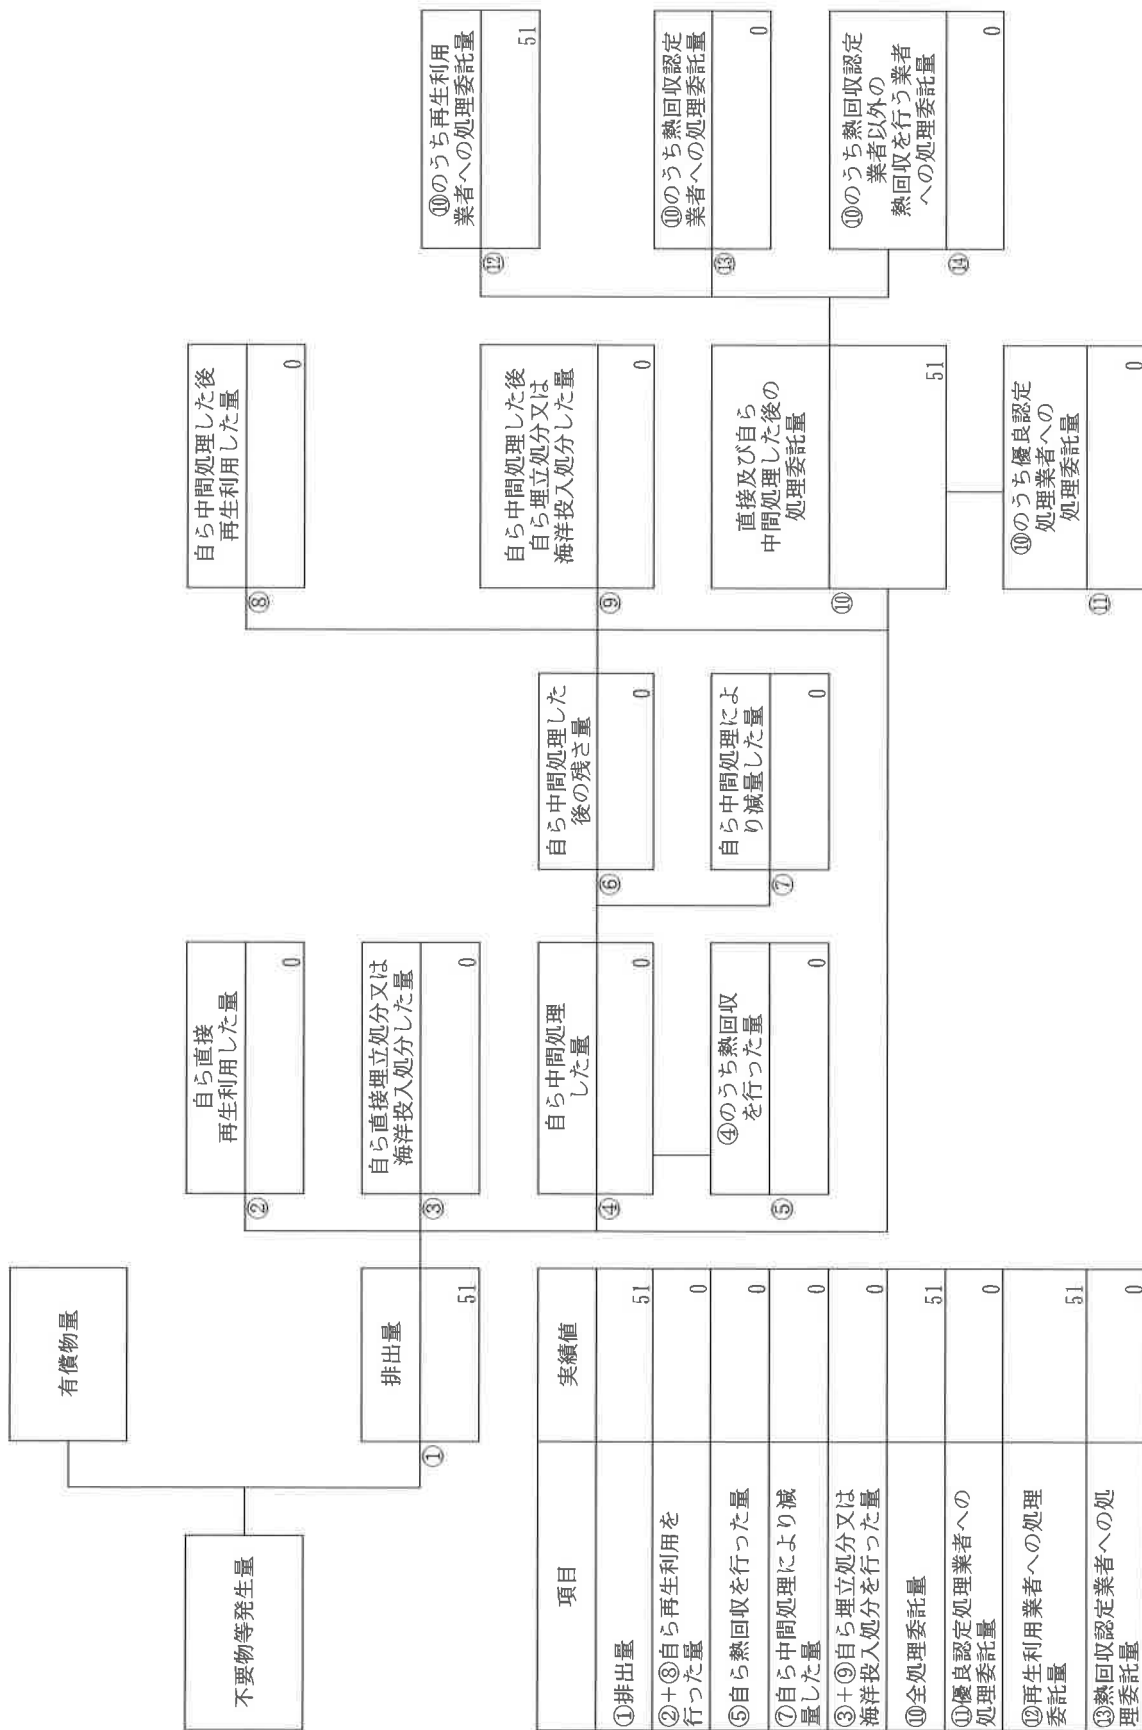 不要物等発生量
有償物量
排出量
①
51
自ら直接
再生利用した量
②
0
自ら直接埋立処分又は
海洋投入処分した量
③
0
自ら中間処理
した量
④
0
④のうち熱回収
を行った量
⑤
0
自ら中間処理した
後の残さ量
⑥
0
自ら中間処理によ
り減量した量
⑦
0
自ら中間処理した後
再生利用した量
⑧
0
自ら中間処理した後
自ら埋立処分又は
海洋投入処分した量
⑨
0
直接及び自ら
中間処理した後の
処理委託量
⑩
51
⑩のうち優良認定
処理業者への
処理委託量
⑪
0
⑩のうち再生利用
業者への処理委託量
⑫
51
⑩のうち熱回収認定
業者への処理委託量
⑬
0
⑩のうち熱回収認定
業者以外の
熱回収を行う業者
への処理委託量
⑭
0
項目 実績値
①排出量 51
②+⑧自ら再生利用を
行った量 0
⑤自ら熱回収を行った量 0
⑦自ら中間処理により減
量した量 0
③+⑨自ら埋立処分又は
海洋投入処分を行った量 0
⑩全処理委託量 51
⑪優良認定処理業者への
処理委託量 0
⑫再生利用業者への処理
委託量 51
⑬熱回収認定業者への処
理委託量 0